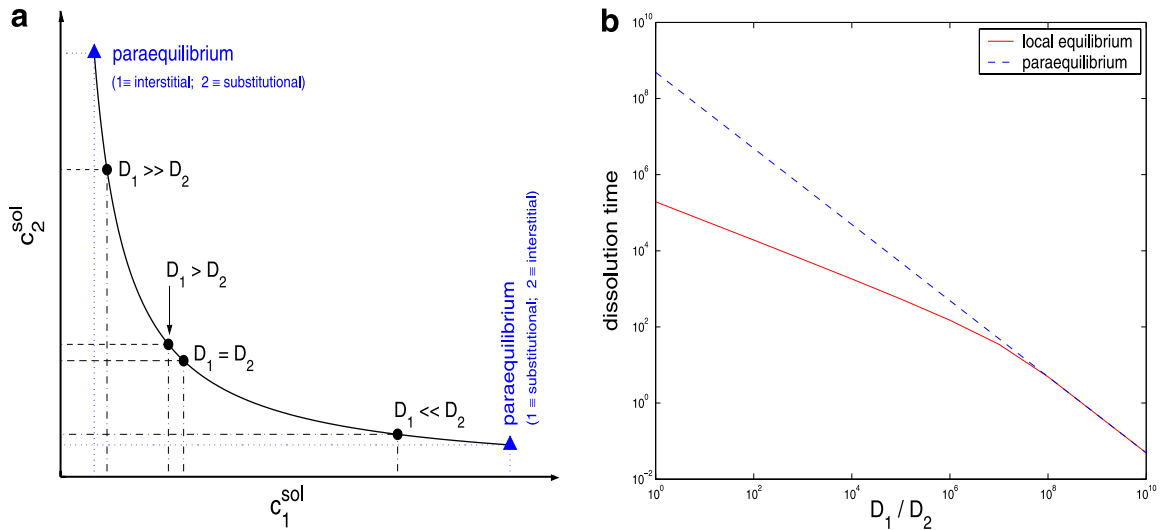 a
paraequilibrium
(1≡ interstitial; 2 ≡ substitutional)
D1 >> D2
D1 > D2
D1 = D2
D1 << D2
paraequilibrium
(1 ≡ substitutional; 2 ≡ interstitial)
c2sol
c1sol
b
local equilibrium
paraequilibrium
10^10
10^8
10^6
10^4
10^2
10^0
10^−2
dissolution time
10^0
10^2
10^4
10^6
10^8
10^10
D1 / D2